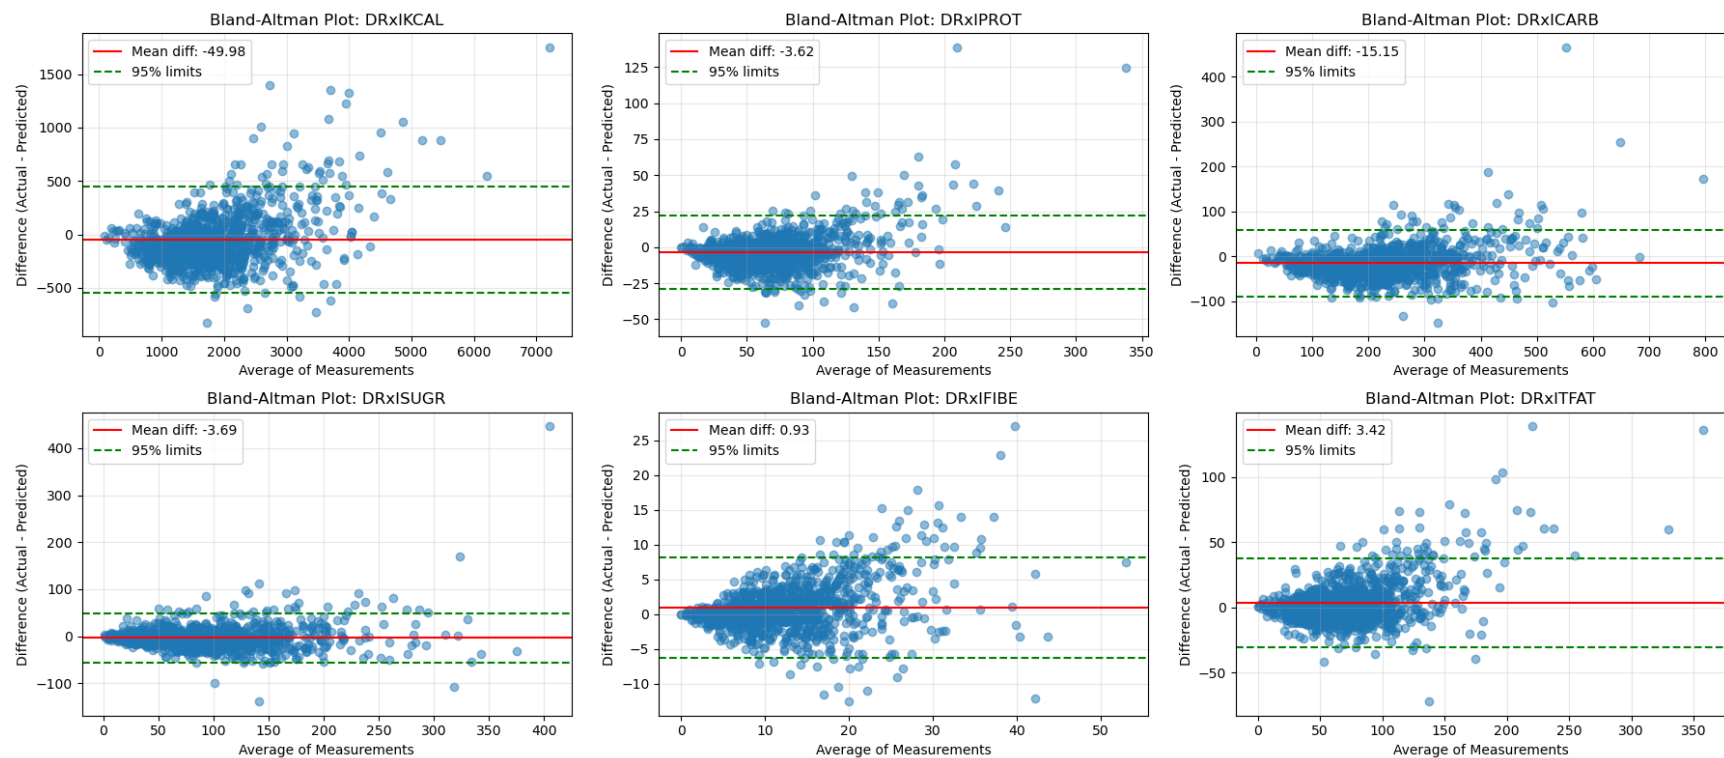 Bland-Altman Plot: DRxIKCAL
Mean diff: -49.98
95% limits
Difference (Actual - Predicted)
1500
1000
500
0
−500
0 1000 2000 3000 4000 5000 6000 7000
Average of Measurements
Bland-Altman Plot: DRxIPROT
Mean diff: -3.62
95% limits
Difference (Actual - Predicted)
125
100
75
50
25
0
−25
−50
0 50 100 150 200 250 300 350
Average of Measurements
Bland-Altman Plot: DRxICARB
Mean diff: -15.15
95% limits
Difference (Actual - Predicted)
400
300
200
100
0
−100
0 100 200 300 400 500 600 700 800
Average of Measurements
Bland-Altman Plot: DRxISUGR
Mean diff: -3.69
95% limits
Difference (Actual - Predicted)
400
300
200
100
0
−100
0 50 100 150 200 250 300 350 400
Average of Measurements
Bland-Altman Plot: DRxIFIBE
Mean diff: 0.93
95% limits
Difference (Actual - Predicted)
25
20
15
10
5
0
−5
−10
0 10 20 30 40 50
Average of Measurements
Bland-Altman Plot: DRxITFAT
Mean diff: 3.42
95% limits
Difference (Actual - Predicted)
100
50
0
−50
0 50 100 150 200 250 300 350
Average of Measurements